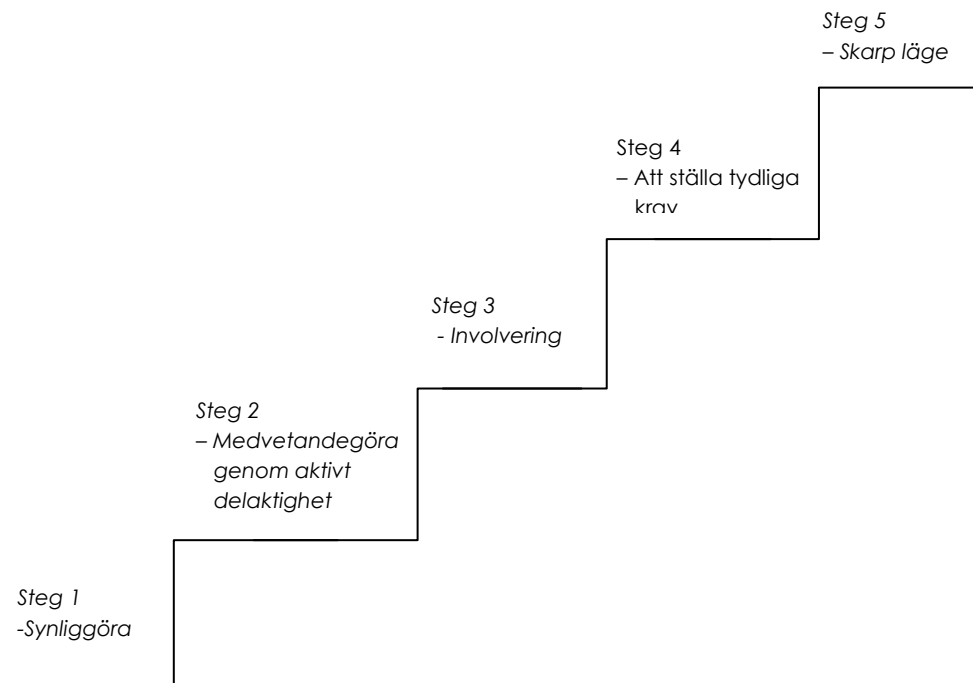 Steg 5
– Skarp läge
Steg 4
– Att ställa tydliga
krav
Steg 3
- Involvering
Steg 2
– Medvetandegöra
genom aktivt
delaktighet
Steg 1
-Synliggöra